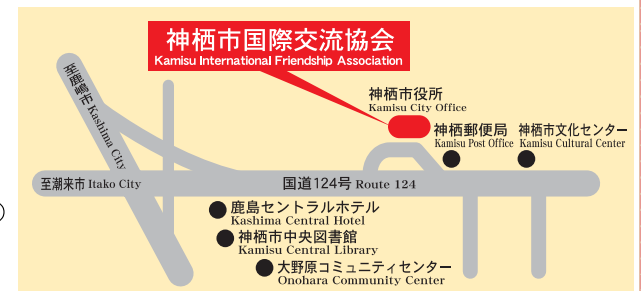 神栖市国際交流協会
Kamisu International Friendship Association
至鹿嶋市 Kashima City
神栖市役所
Kamisu City Office
神栖郵便局
Kamisu Post Office
神栖市文化センター
Kamisu Cultural Center
至潮来市 Itako City
国道124号 Route 124
鹿島セントラルホテル
Kashima Central Hotel
神栖市中央図書館
Kamisu Central Library
大野原コミュニティセンター
Onohara Community Center